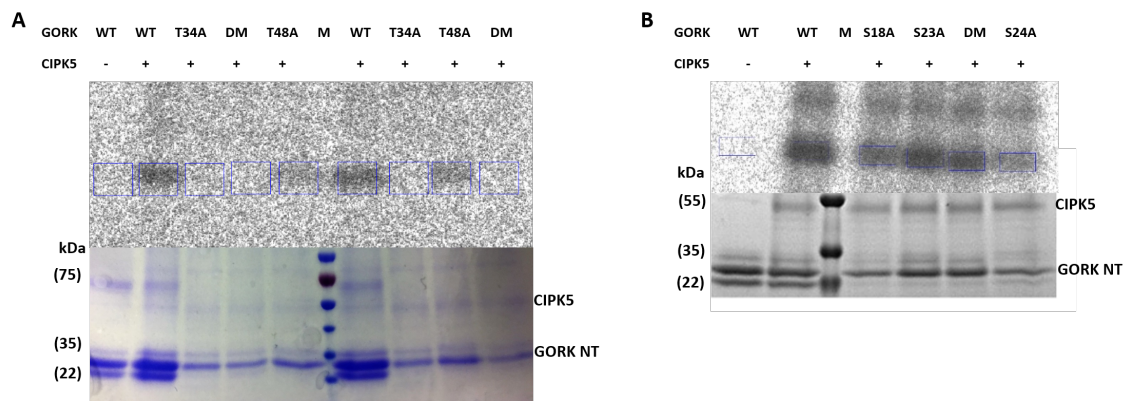 A
GORK WT WT T34A DM T48A M WT T34A T48A DM
CIPK5 - + + + + + + + +
kDa
(75)
CIPK5
(35)
GORK NT
(22)
B
GORK WT WT M S18A S23A DM S24A
CIPK5 - + + + + +
kDa
(55)
CIPK5
(35)
GORK NT
(22)